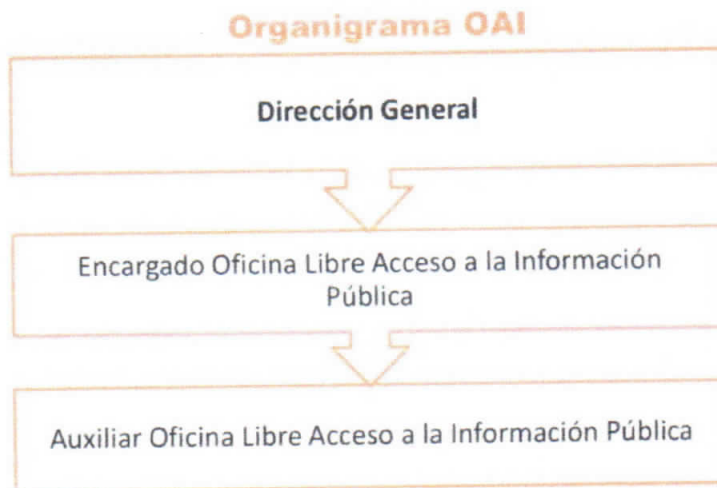 Organigrama OAI
Dirección General
Encargado Oficina Libre Acceso a la Información
Pública
Auxiliar Oficina Libre Acceso a la Información Pública